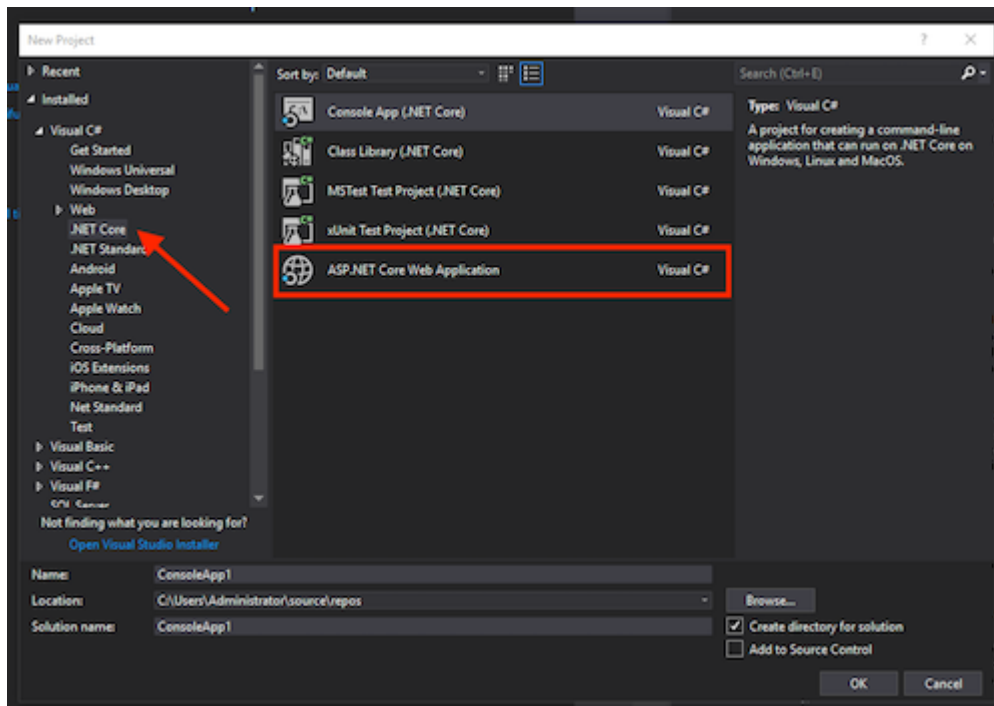 New Project
Recent
Installed
Visual C#
Get Started
Windows Universal
Windows Desktop
Web
.NET Core
.NET Standard
Android
Apple TV
Apple Watch
Cloud
Cross-Platform
iOS Extensions
iPhone & iPad
Net Standard
Test
Visual Basic
Visual C++
Visual F#
SQL Server
Not finding what you are looking for?
Open Visual Studio Installer
Sort by: Default
Console App (.NET Core) Visual C#
Class Library (.NET Core) Visual C#
MSTest Test Project (.NET Core) Visual C#
xUnit Test Project (.NET Core) Visual C#
ASP.NET Core Web Application Visual C#
Search (Ctrl+E)
Type: Visual C#
A project for creating a command-line
application that can run on .NET Core on
Windows, Linux and MacOS.
Name: ConsoleApp1
Location: C:\Users\Administrator\source\repos
Browse...
Solution name: ConsoleApp1
Create directory for solution
Add to Source Control
OK Cancel